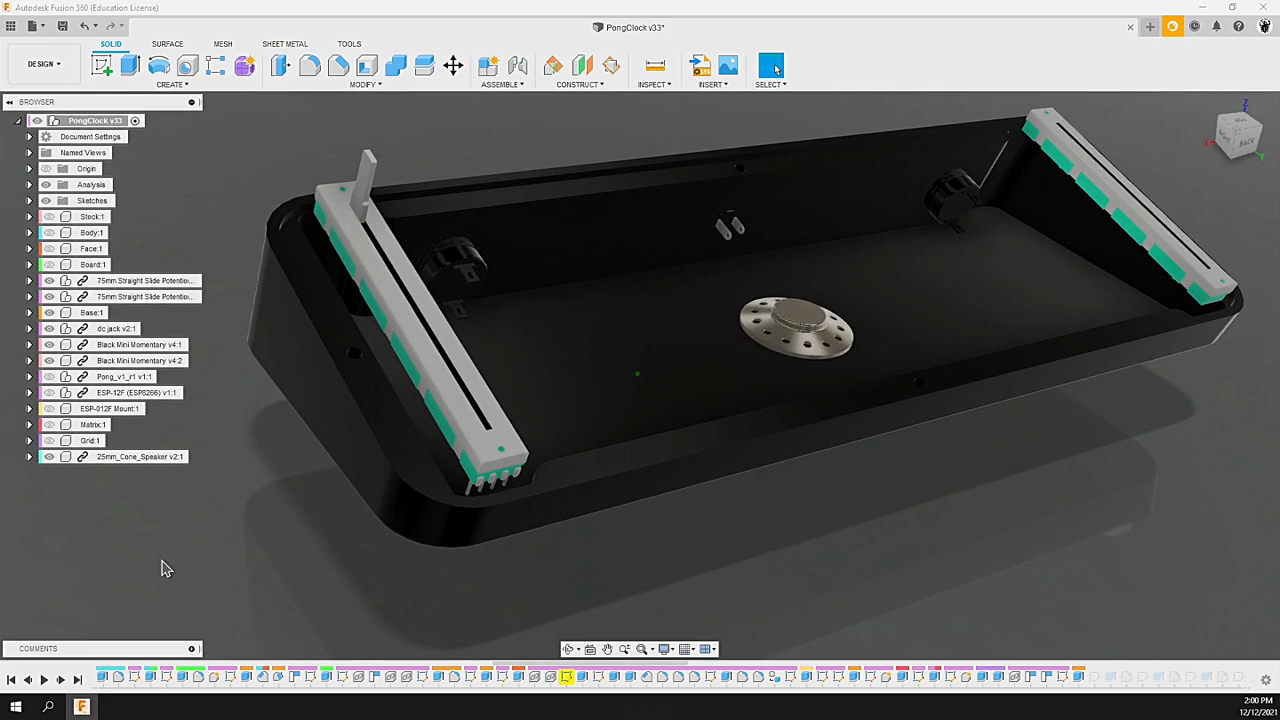 Autodesk Fusion 360 (Education License)
PongClock v33*
DESIGN
SOLID SURFACE MESH SHEET METAL TOOLS
CREATE MODIFY ASSEMBLE CONSTRUCT INSPECT INSERT SELECT
BROWSER
PongClock v33
Document Settings
Named Views
Origin
Analysis
Sketches
Stock:1
Body:1
Face:1
Board:1
75mm Straight Slide Potentio...
75mm Straight Slide Potentio...
Base:1
dc jack v2:1
Black Mini Momentary v4:1
Black Mini Momentary v4:2
Pong_v1_r1 v1:1
ESP-12F (ESP8266) v1:1
ESP-012F Mount:1
Matrix:1
Grid:1
25mm_Cone_Speaker v2:1
Z
X
Y
BACK
COMMENTS
2:00 PM
12/12/2021